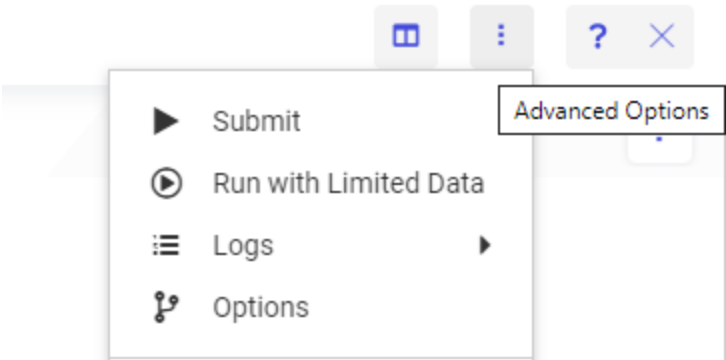 ?
Advanced Options
Submit
Run with Limited Data
Logs
Options